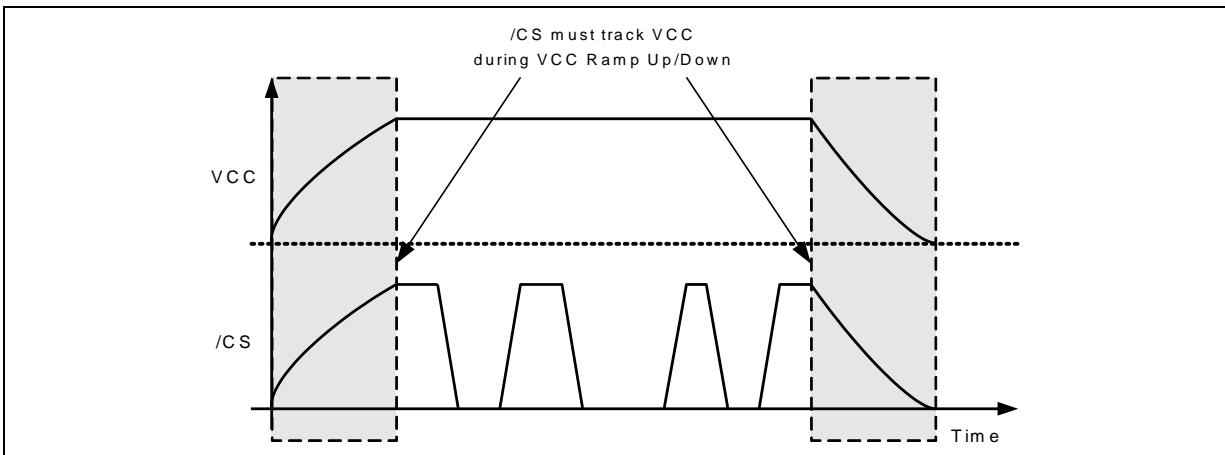 /CS must track VCC
during VCC Ramp Up/Down
VCC
/CS
Time